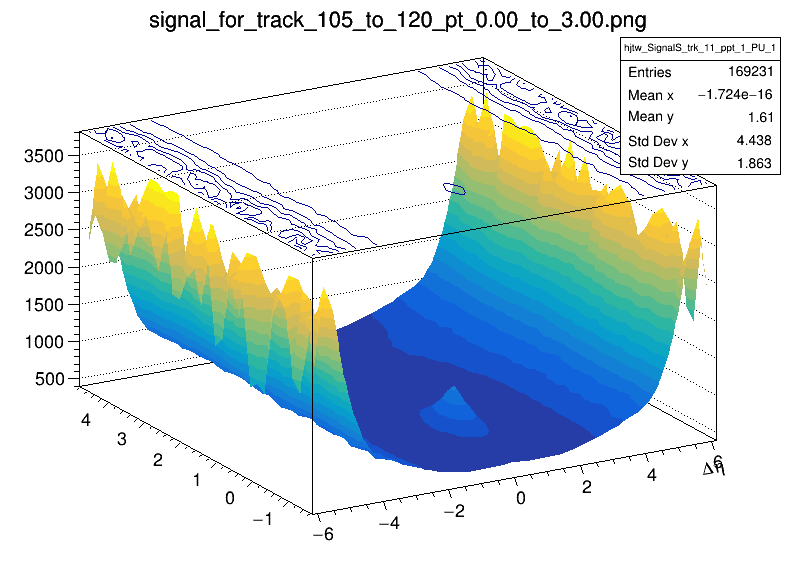 signal_for_track_105_to_120_pt_0.00_to_3.00.png
hjtw_SignalS_trk_11_ppt_1_PU_1
Entries 169231
Mean x −1.724e−16
Mean y 1.61
Std Dev x 4.438
Std Dev y 1.863
3500
3000
2500
2000
1500
1000
500
4
3
2
1
0
−1
−6
−4
−2
0
2
4
6
Δη